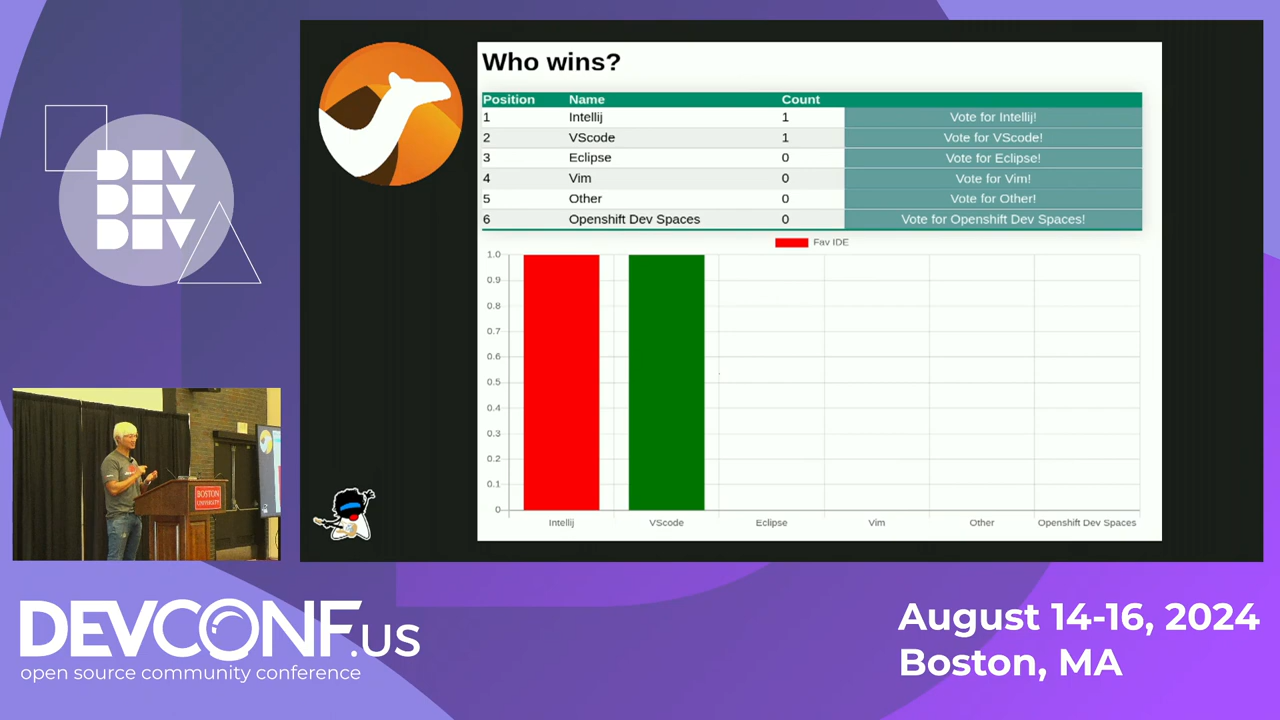 Who wins?
Position Name Count
1 Intellij 1 Vote for Intellij!
2 VScode 1 Vote for VScode!
3 Eclipse 0 Vote for Eclipse!
4 Vim 0 Vote for Vim!
5 Other 0 Vote for Other!
6 Openshift Dev Spaces 0 Vote for Openshift Dev Spaces!
Fav IDE
1.0
0.9
0.8
0.7
0.6
0.5
0.4
0.3
0.2
0.1
0
Intellij VScode Eclipse Vim Other Openshift Dev Spaces
DEV
DEV
DEV
BOSTON
UNIVERSITY
DEVCONF.US
open source community conference
August 14-16, 2024
Boston, MA